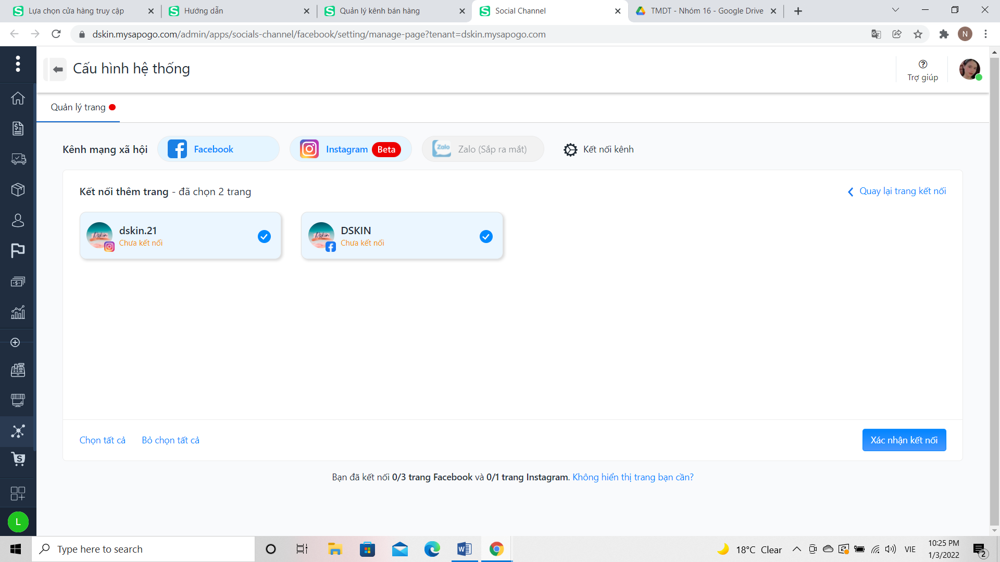 Lựa chọn cửa hàng truy cập
Hướng dẫn
Quản lý kênh bán hàng
Social Channel
TMDT - Nhóm 16 - Google Drive
dskin.mysapogo.com/admin/apps/socials-channel/facebook/setting/manage-page?tenant=dskin.mysapogo.com
N
Cấu hình hệ thống
Trợ giúp
Quản lý trang
Kênh mạng xã hội
Facebook
Instagram Beta
Zalo
Zalo (Sắp ra mắt)
Kết nối kênh
Kết nối thêm trang - đã chọn 2 trang
Quay lại trang kết nối
Dskin
dskin.21
Chưa kết nối
Dskin
DSKIN
Chưa kết nối
Chọn tất cả
Bỏ chọn tất cả
Xác nhận kết nối
Bạn đã kết nối 0/3 trang Facebook và 0/1 trang Instagram. Không hiển thị trang bạn cần?
L
Type here to search
18°C Clear
VIE
10:25 PM
1/3/2022
2